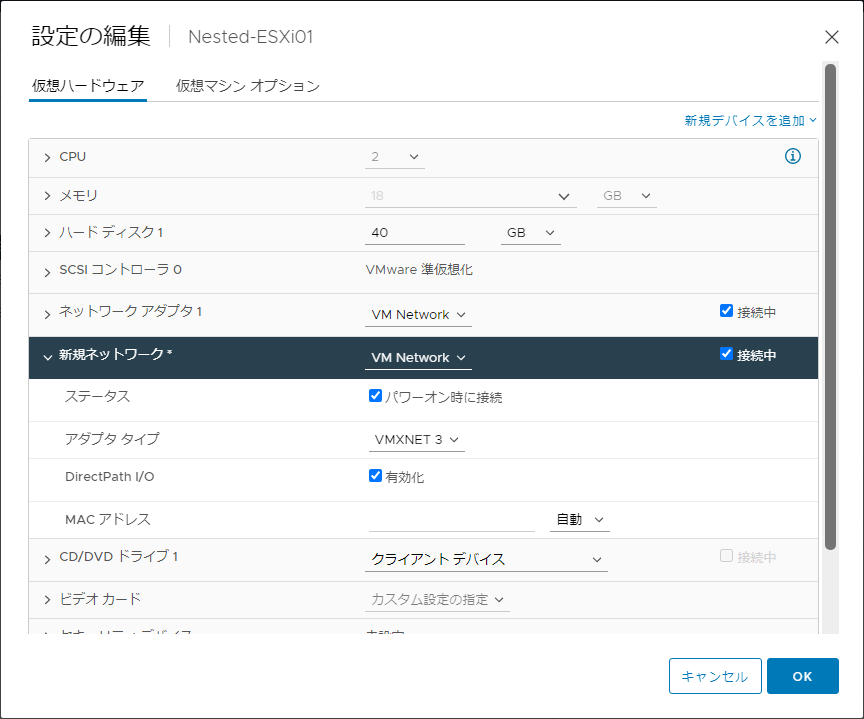 設定の編集 Nested-ESXi01
仮想ハードウェア 仮想マシン オプション
新規デバイスを追加
CPU 2
メモリ 18 GB
ハード ディスク 1 40 GB
SCSI コントローラ 0 VMware 準仮想化
ネットワーク アダプタ 1 VM Network 接続中
新規ネットワーク * VM Network 接続中
ステータス パワーオン時に接続
アダプタ タイプ VMXNET 3
DirectPath I/O 有効化
MAC アドレス 自動
CD/DVD ドライブ 1 クライアント デバイス 接続中
ビデオ カード カスタム設定の指定
キャンセル OK